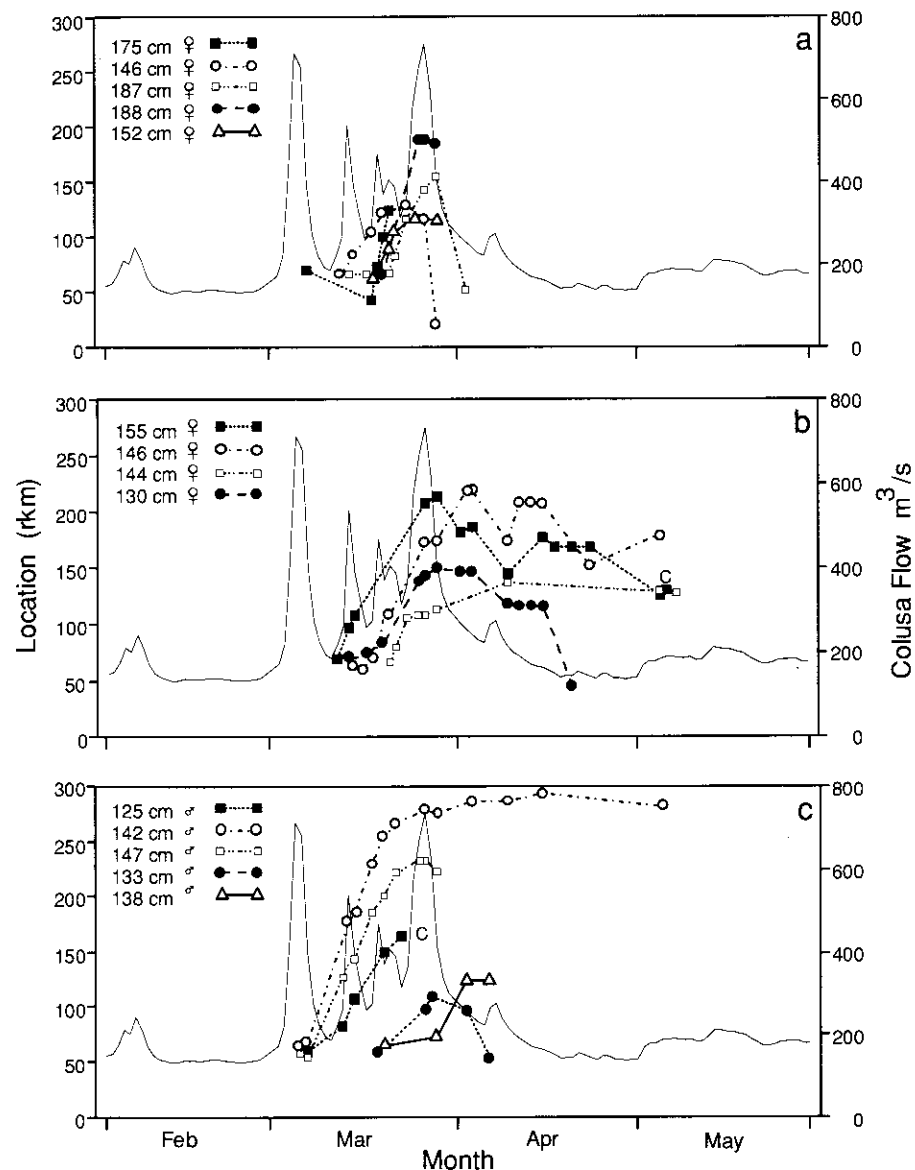 300
250
200
150
100
50
0
175 cm ♀
146 cm ♀
187 cm ♀
188 cm ♀
152 cm ♀
a
800
600
400
200
0
300
250
200
150
100
50
0
155 cm ♀
146 cm ♀
144 cm ♀
130 cm ♀
b
C
800
600
400
200
0
Location (rkm)
Colusa Flow m³/s
300
250
200
150
100
50
0
125 cm ♂
142 cm ♂
147 cm ♂
133 cm ♂
138 cm ♂
c
C
800
600
400
200
0
Feb Mar Apr May
Month